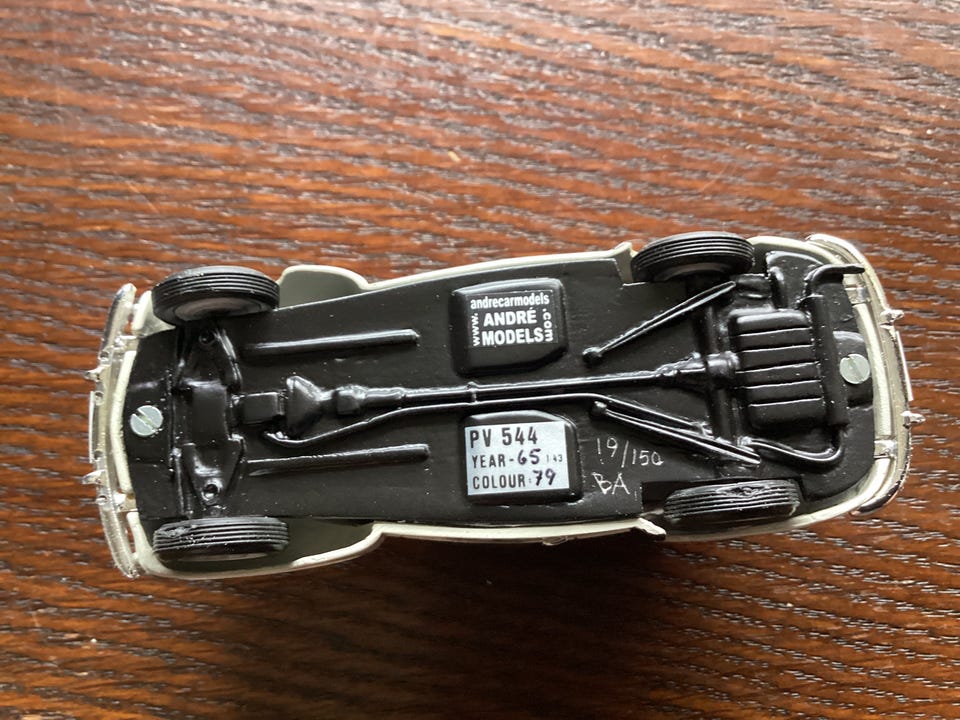 andrecarmodels
www.
ANDRÉ
MODELS
.com
PV 544
YEAR-65 1:43
COLOUR:79
19/150
BA